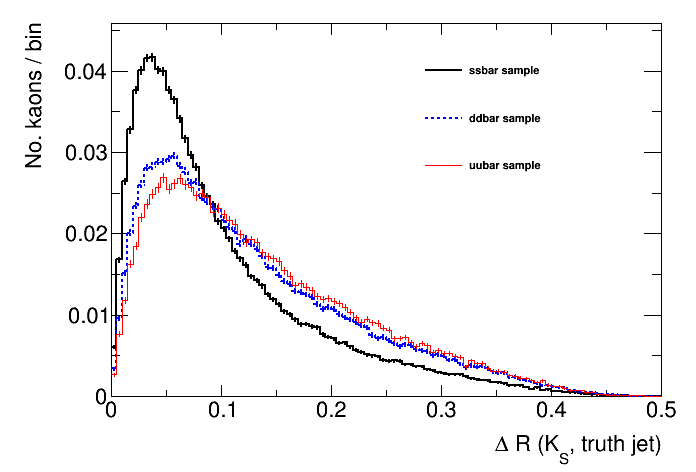 No. kaons / bin
0.04
0.03
0.02
0.01
0
ssbar sample
ddbar sample
uubar sample
0 0.1 0.2 0.3 0.4 0.5
Δ R (K_S, truth jet)